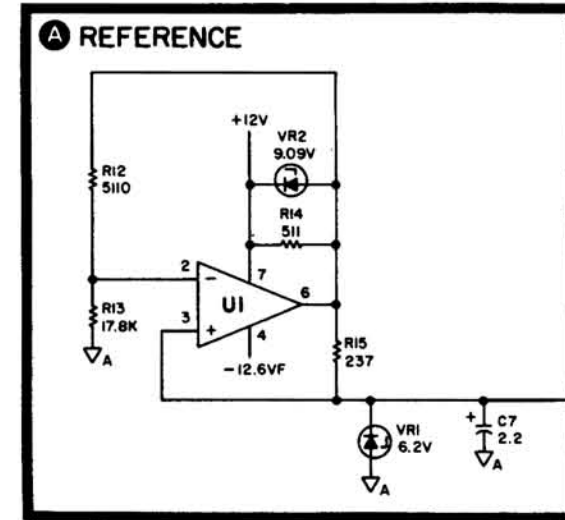 A REFERENCE
+12V
VR2
9.09V
R12
5110
R14
511
2
-
7
6
U1
R13
17.8K
A
3
+
4
-12.6VF
R15
237
+
C7
2.2
A
VR1
6.2V
A